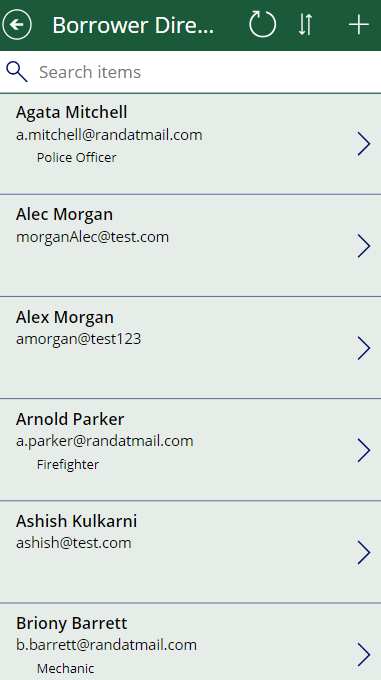 Borrower Dire...
Search items
Agata Mitchell
a.mitchell@randatmail.com
Police Officer
Alec Morgan
morganAlec@test.com
Alex Morgan
amorgan@test123
Arnold Parker
a.parker@randatmail.com
Firefighter
Ashish Kulkarni
ashish@test.com
Briony Barrett
b.barrett@randatmail.com
Mechanic